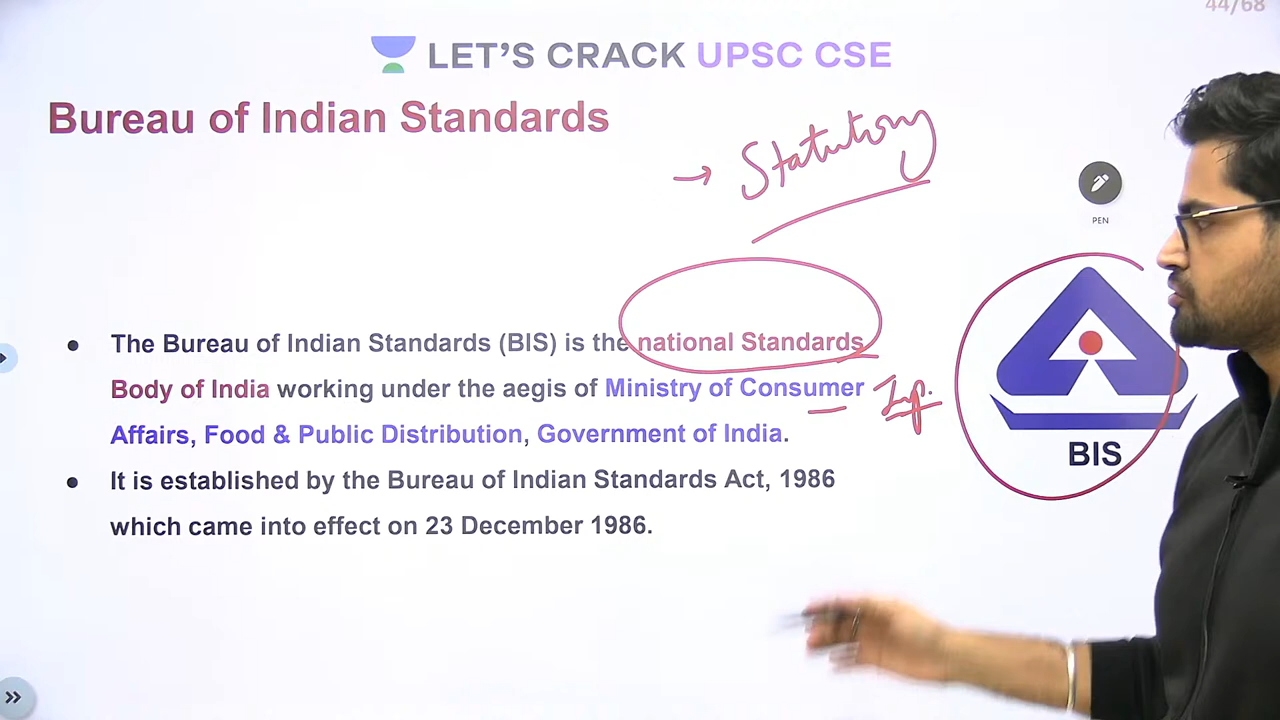 44/68
LET'S CRACK UPSC CSE
Bureau of Indian Standards
→ Statutory
PEN
● The Bureau of Indian Standards (BIS) is the national Standards
Body of India working under the aegis of Ministry of Consumer
Affairs, Food & Public Distribution, Government of India.
Imp.
● It is established by the Bureau of Indian Standards Act, 1986
which came into effect on 23 December 1986.
BIS